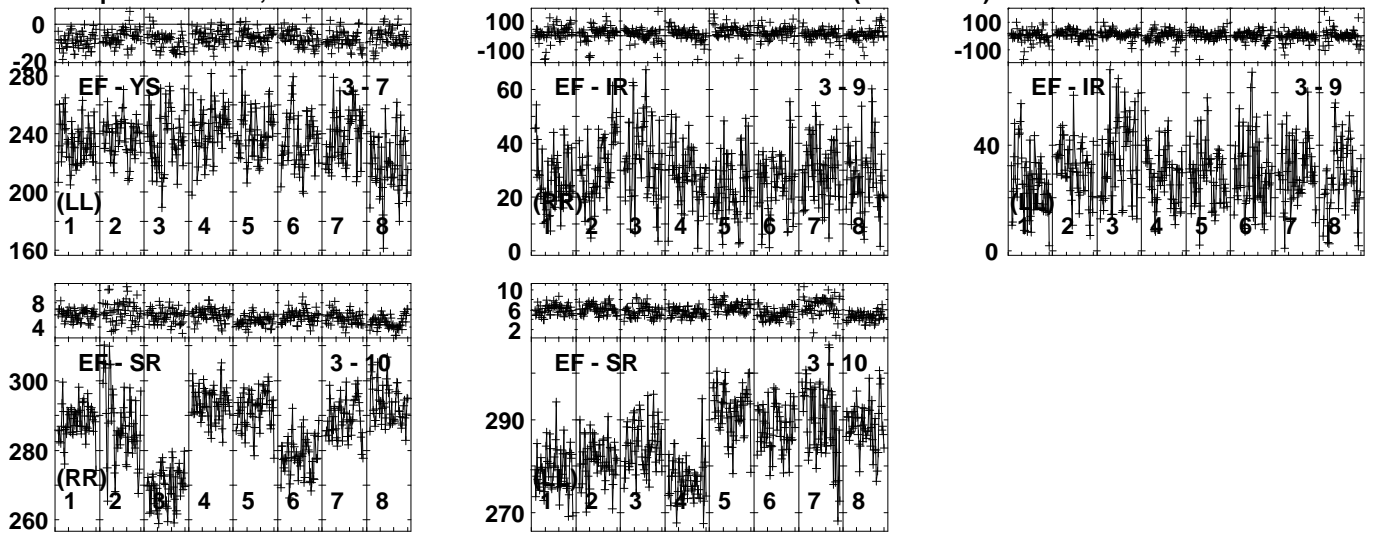 0
-20
280
240
200
160
EF - YS 3 - 7
(LL)
1 2 3 4 5 6 7 8
100
-100
60
40
20
0
EF - IR 3 - 9
(RR)
1 2 3 4 5 6 7 8
100
-100
40
0
EF - IR 3 - 9
(LL)
1 2 3 4 5 6 7 8
8
4
300
280
260
EF - SR 3 - 10
(RR)
1 2 3 4 5 6 7 8
10
6
2
290
270
EF - SR 3 - 10
(LL)
1 2 3 4 5 6 7 8